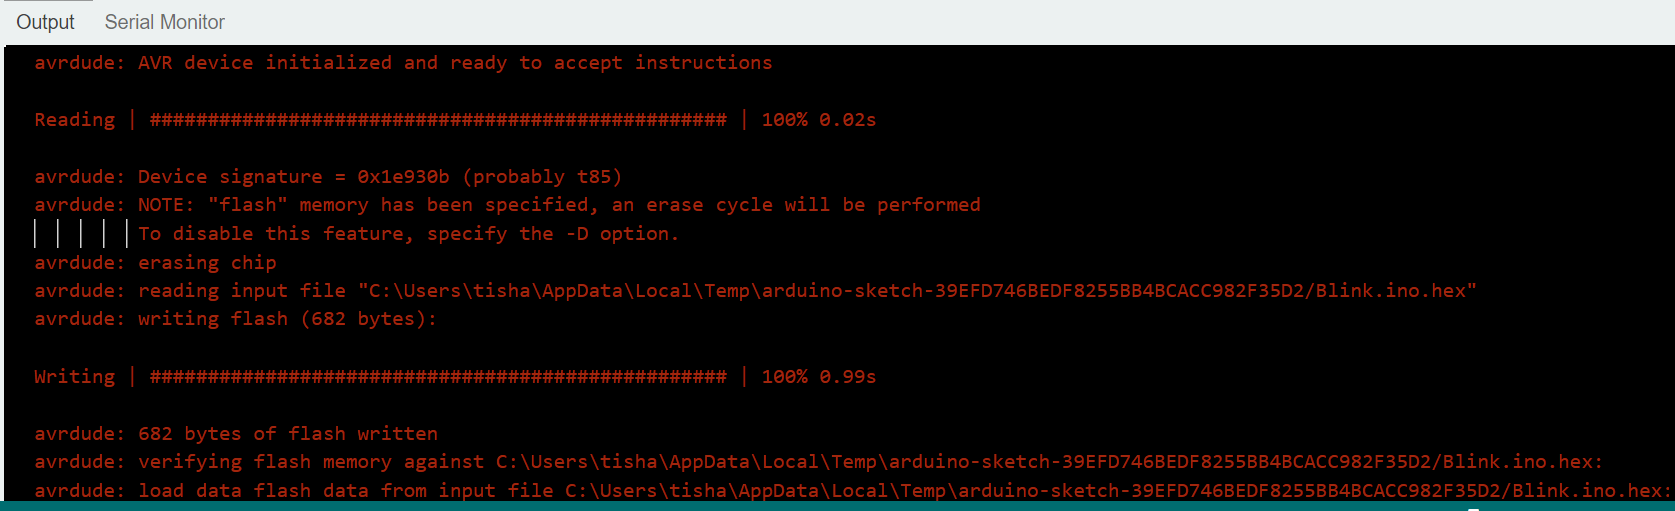 Output Serial Monitor
avrdude: AVR device initialized and ready to accept instructions
Reading | ################################################## | 100% 0.02s
avrdude: Device signature = 0x1e930b (probably t85)
avrdude: NOTE: "flash" memory has been specified, an erase cycle will be performed
To disable this feature, specify the -D option.
avrdude: erasing chip
avrdude: reading input file "C:\Users\tisha\AppData\Local\Temp\arduino-sketch-39EFD746BEDF8255BB4BCACC982F35D2/Blink.ino.hex"
avrdude: writing flash (682 bytes):
Writing | ################################################## | 100% 0.99s
avrdude: 682 bytes of flash written
avrdude: verifying flash memory against C:\Users\tisha\AppData\Local\Temp\arduino-sketch-39EFD746BEDF8255BB4BCACC982F35D2/Blink.ino.hex:
avrdude: load data flash data from input file C:\Users\tisha\AppData\Local\Temp\arduino-sketch-39EFD746BEDF8255BB4BCACC982F35D2/Blink.ino.hex: